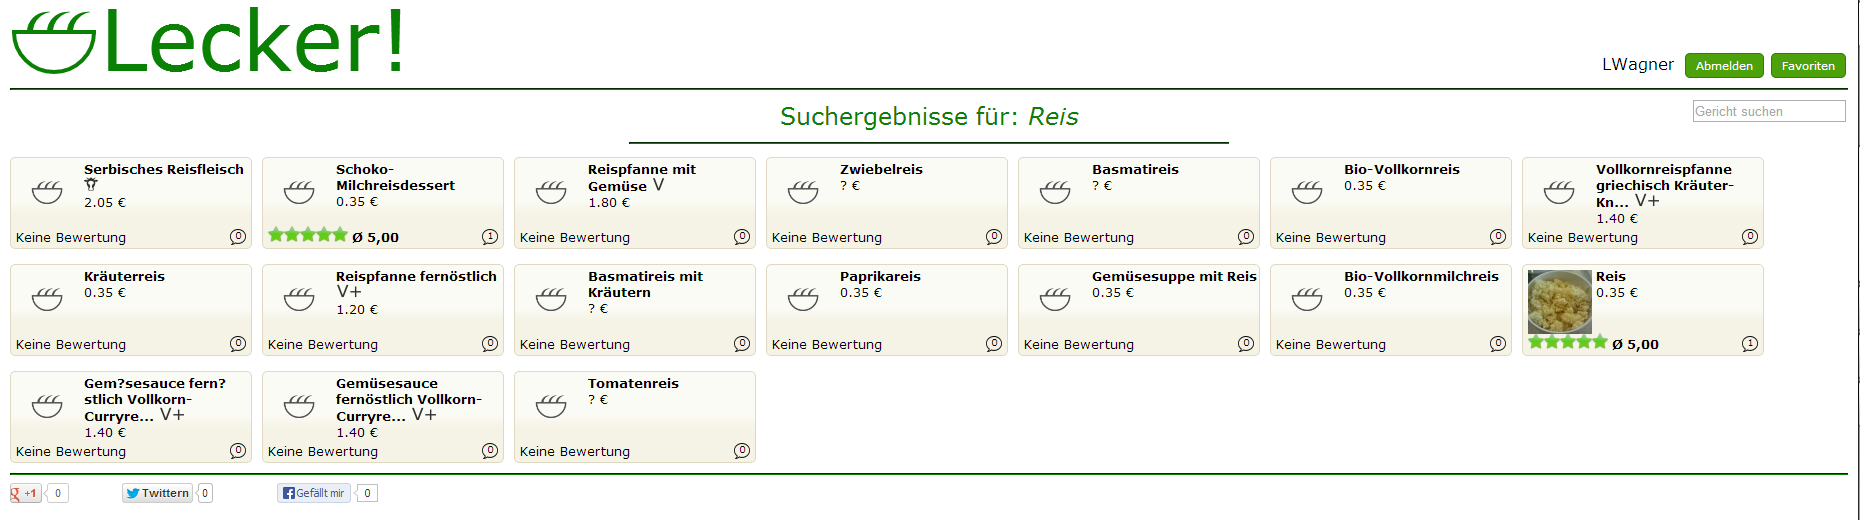 Lecker!
LWagner Abmelden Favoriten
Suchergebnisse für: Reis
Gericht suchen
Serbisches Reisfleisch
2.05 €
Keine Bewertung 0
Schoko-
Milchreisdessert
0.35 €
Ø 5,00 1
Reispfanne mit
Gemüse V
1.80 €
Keine Bewertung 0
Zwiebelreis
? €
Keine Bewertung 0
Basmatireis
? €
Keine Bewertung 0
Bio-Vollkornreis
0.35 €
Keine Bewertung 0
Vollkornreispfanne
griechisch Kräuter-
Kn... V+
1.40 €
Keine Bewertung 0
Kräuterreis
0.35 €
Keine Bewertung 0
Reispfanne fernöstlich
V+
1.20 €
Keine Bewertung 0
Basmatireis mit
Kräutern
? €
Keine Bewertung 0
Paprikareis
0.35 €
Keine Bewertung 0
Gemüsesuppe mit Reis
0.35 €
Keine Bewertung 0
Bio-Vollkornmilchreis
0.35 €
Keine Bewertung 0
Reis
0.35 €
Ø 5,00 1
Gem?sesauce fern?
stlich Vollkorn-
Curryre... V+
1.40 €
Keine Bewertung 0
Gemüsesauce
fernöstlich Vollkorn-
Curryre... V+
1.40 €
Keine Bewertung 0
Tomatenreis
? €
Keine Bewertung 0
g +1 0 Twittern 0 f Gefällt mir 0